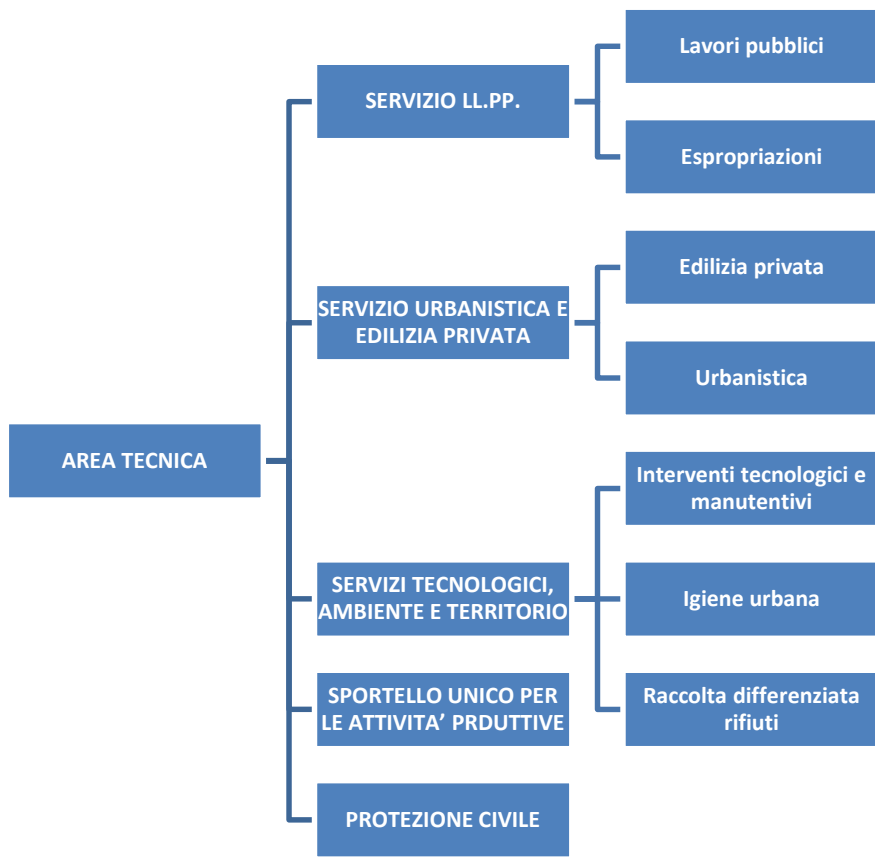 AREA TECNICA
SERVIZIO LL.PP.
Lavori pubblici
Espropriazioni
SERVIZIO URBANISTICA E
EDILIZIA PRIVATA
Edilizia privata
Urbanistica
SERVIZI TECNOLOGICI,
AMBIENTE E TERRITORIO
Interventi tecnologici e
manutentivi
Igiene urbana
Raccolta differenziata
rifiuti
SPORTELLO UNICO PER
LE ATTIVITA’ PRDUTTIVE
PROTEZIONE CIVILE